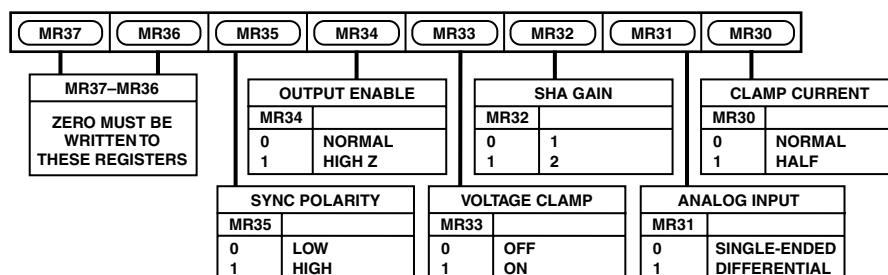 MR37 MR36 MR35 MR34 MR33 MR32 MR31 MR30
MR37–MR36
ZERO MUST BE
WRITTEN TO
THESE REGISTERS
OUTPUT ENABLE
MR34
0 NORMAL
1 HIGH Z
SHA GAIN
MR32
0 1
1 2
CLAMP CURRENT
MR30
0 NORMAL
1 HALF
SYNC POLARITY
MR35
0 LOW
1 HIGH
VOLTAGE CLAMP
MR33
0 OFF
1 ON
ANALOG INPUT
MR31
0 SINGLE-ENDED
1 DIFFERENTIAL